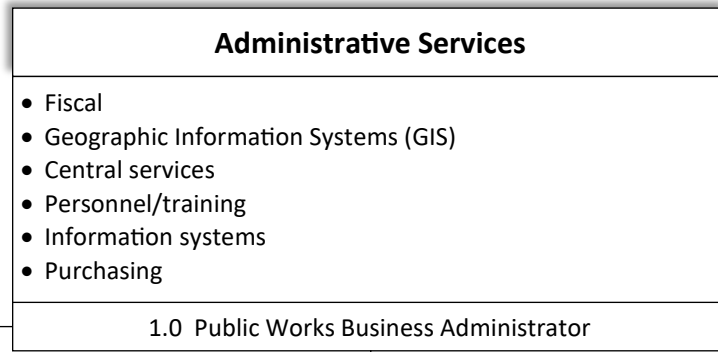 Administrative Services
• Fiscal
• Geographic Information Systems (GIS)
• Central services
• Personnel/training
• Information systems
• Purchasing
1.0  Public Works Business Administrator